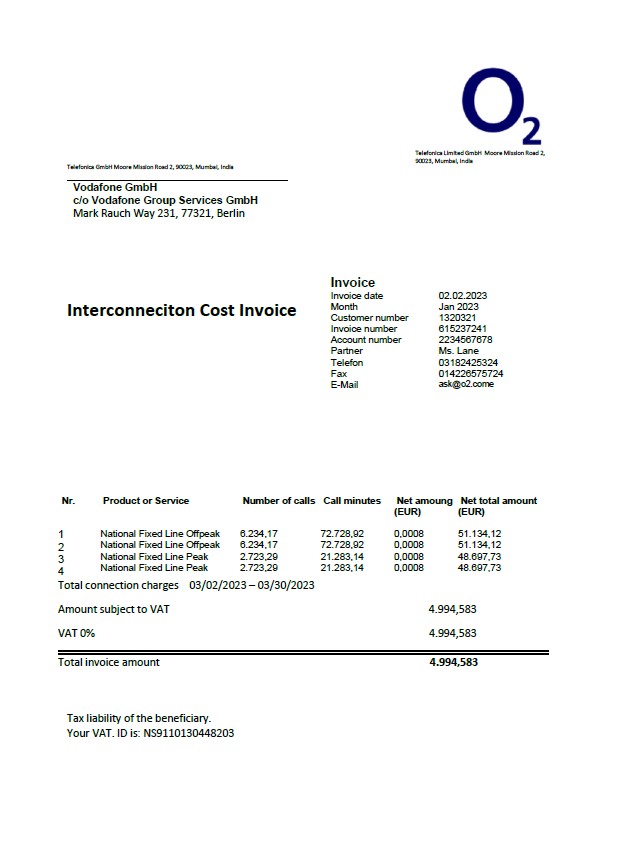 O2
Telefonica Limited GmbH Moore Mission Road 2,
90023, Mumbai, India
Telefonica GmbH Moore Mission Road 2, 90023, Mumbai, India
Vodafone GmbH
c/o Vodafone Group Services GmbH
Mark Rauch Way 231, 77321, Berlin
Interconneciton Cost Invoice
Invoice
Invoice date 02.02.2023
Month Jan 2023
Customer number 1320321
Invoice number 615237241
Account number 2234567678
Partner Ms. Lane
Telefon 03182425324
Fax 014226575724
E-Mail ask@o2.come
Nr. Product or Service Number of calls Call minutes Net amoung (EUR) Net total amount (EUR)
1 National Fixed Line Offpeak 6.234,17 72.728,92 0,0008 51.134,12
2 National Fixed Line Offpeak 6.234,17 72.728,92 0,0008 51.134,12
3 National Fixed Line Peak 2.723,29 21.283,14 0,0008 48.697,73
4 National Fixed Line Peak 2.723,29 21.283,14 0,0008 48.697,73
Total connection charges 03/02/2023 – 03/30/2023
Amount subject to VAT 4.994,583
VAT 0% 4.994,583
Total invoice amount 4.994,583
Tax liability of the beneficiary.
Your VAT. ID is: NS9110130448203